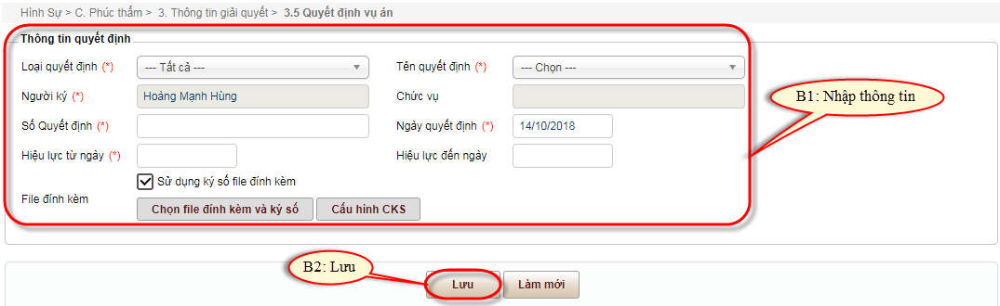 Hình Sự > C. Phúc thẩm > 3. Thông tin giải quyết > 3.5 Quyết định vụ án
Thông tin quyết định
Loại quyết định (*) --- Tất cả --- Tên quyết định (*) --- Chọn ---
Người ký (*) Hoàng Mạnh Hùng Chức vụ
B1: Nhập thông tin
Số Quyết định (*) Ngày quyết định (*) 14/10/2018
Hiệu lực từ ngày (*) Hiệu lực đến ngày
Sử dụng ký số file đính kèm
File đính kèm Chọn file đính kèm và ký số Cấu hình CKS
B2: Lưu
Lưu Làm mới